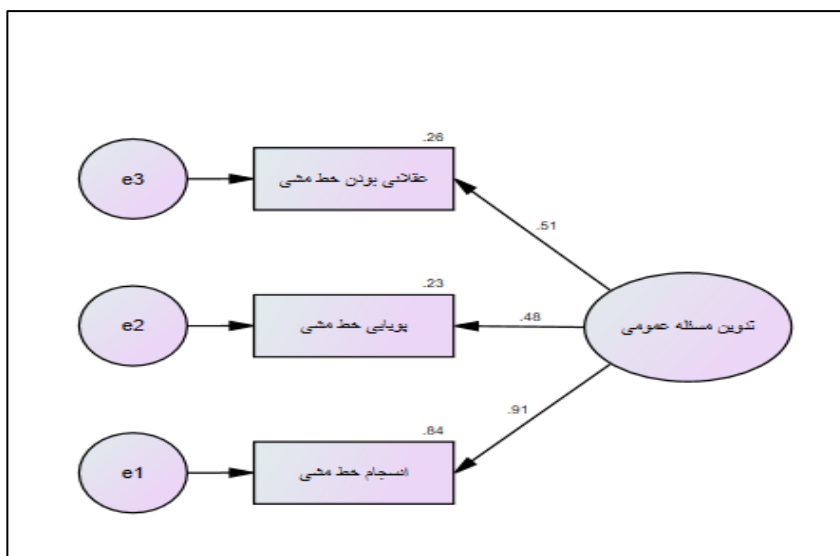 .26
e3
عقلائی بودن خط مشی
.51
.23
e2
پویایی خط مشی
.48
تدوین مسئله عمومی
.91
.84
e1
انسجام خط مشی